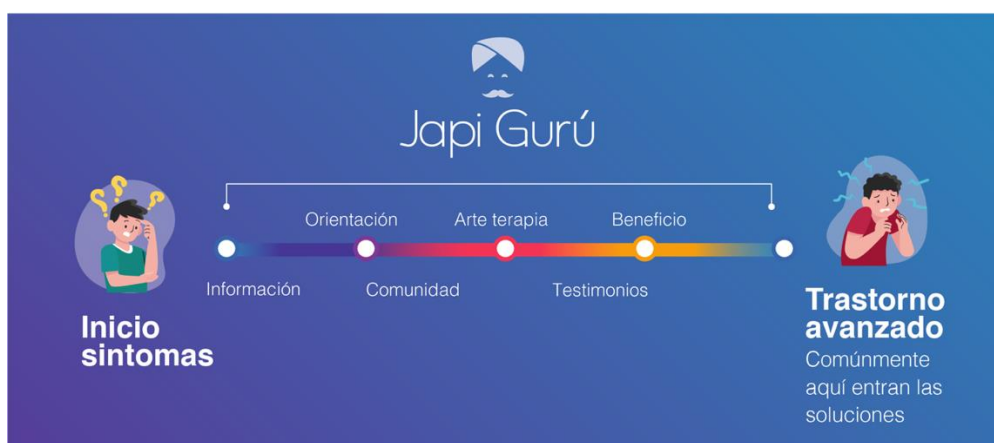 Japi Gurú
Orientación
Arte terapia
Beneficio
Información
Comunidad
Testimonios
Inicio
sintomas
Trastorno
avanzado
Comúnmente
aquí entran las
soluciones